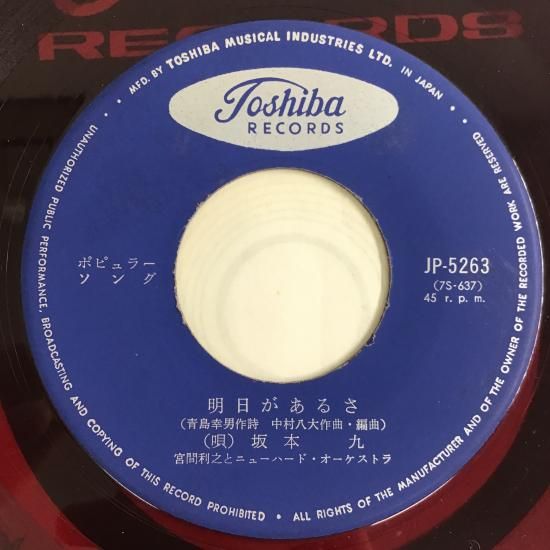 RECORDS
• MFD. BY TOSHIBA MUSICAL INDUSTRIES LTD. IN JAPAN •
Toshiba
RECORDS
ポピュラー
ソング
JP-5263
(7S-637)
45 r.p.m.
明日があるさ
(青島幸男作詩 中村八大作曲・編曲)
(唄) 坂本 九
宮間利之とニューハード・オーケストラ
UNAUTHORIZED PUBLIC PERFORMANCE, BROADCASTING AND COPYING OF THIS RECORD PROHIBITED • ALL RIGHTS OF THE MANUFACTURER AND OF THE OWNER OF THE RECORDED WORK ARE RESERVED